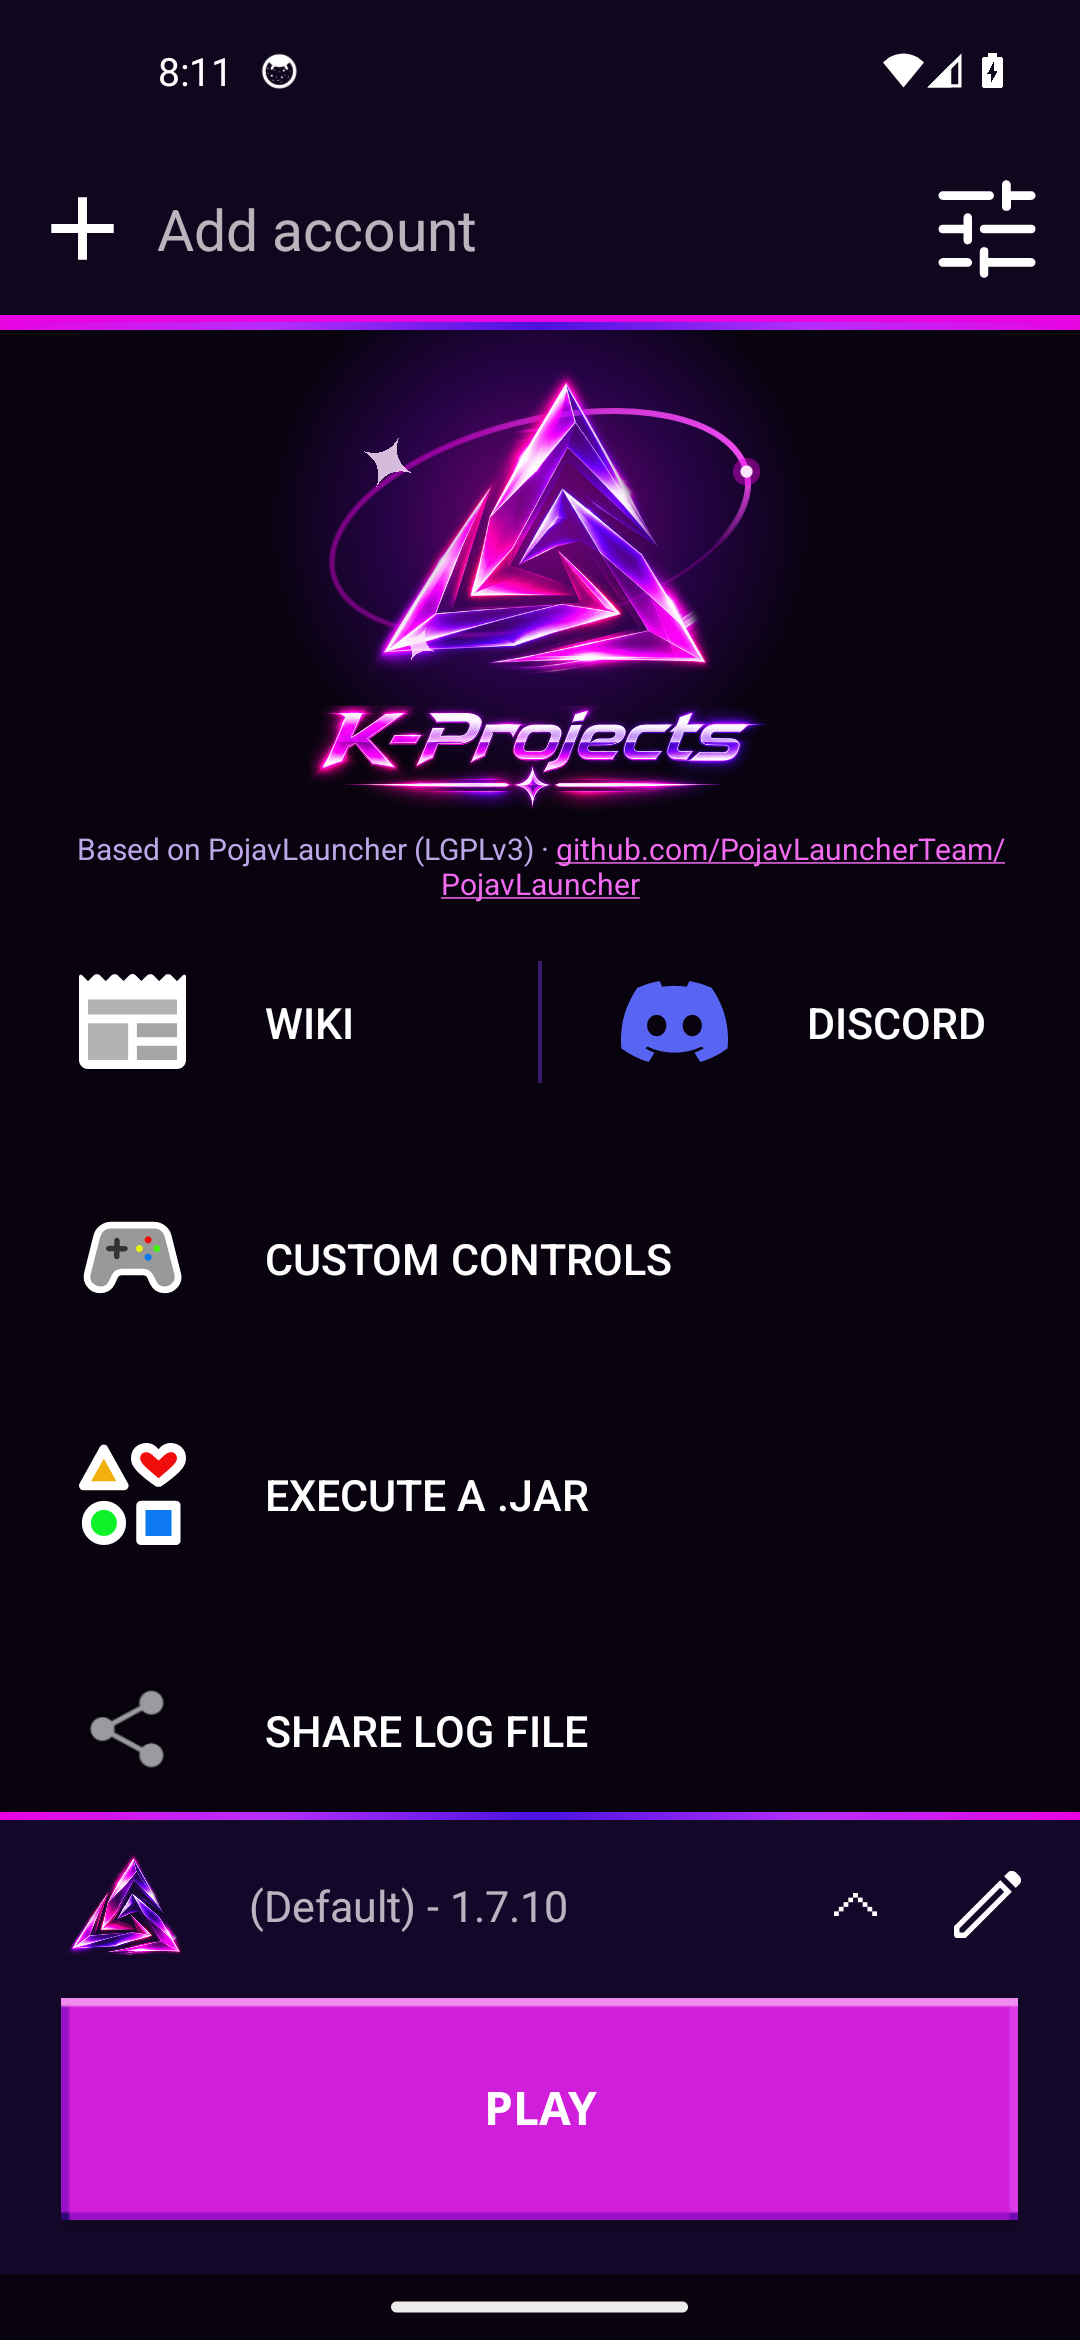 8:11
Add account
K-Projects
Based on PojavLauncher (LGPLv3) · github.com/PojavLauncherTeam/
PojavLauncher
WIKI
DISCORD
CUSTOM CONTROLS
EXECUTE A .JAR
SHARE LOG FILE
(Default) - 1.7.10
PLAY